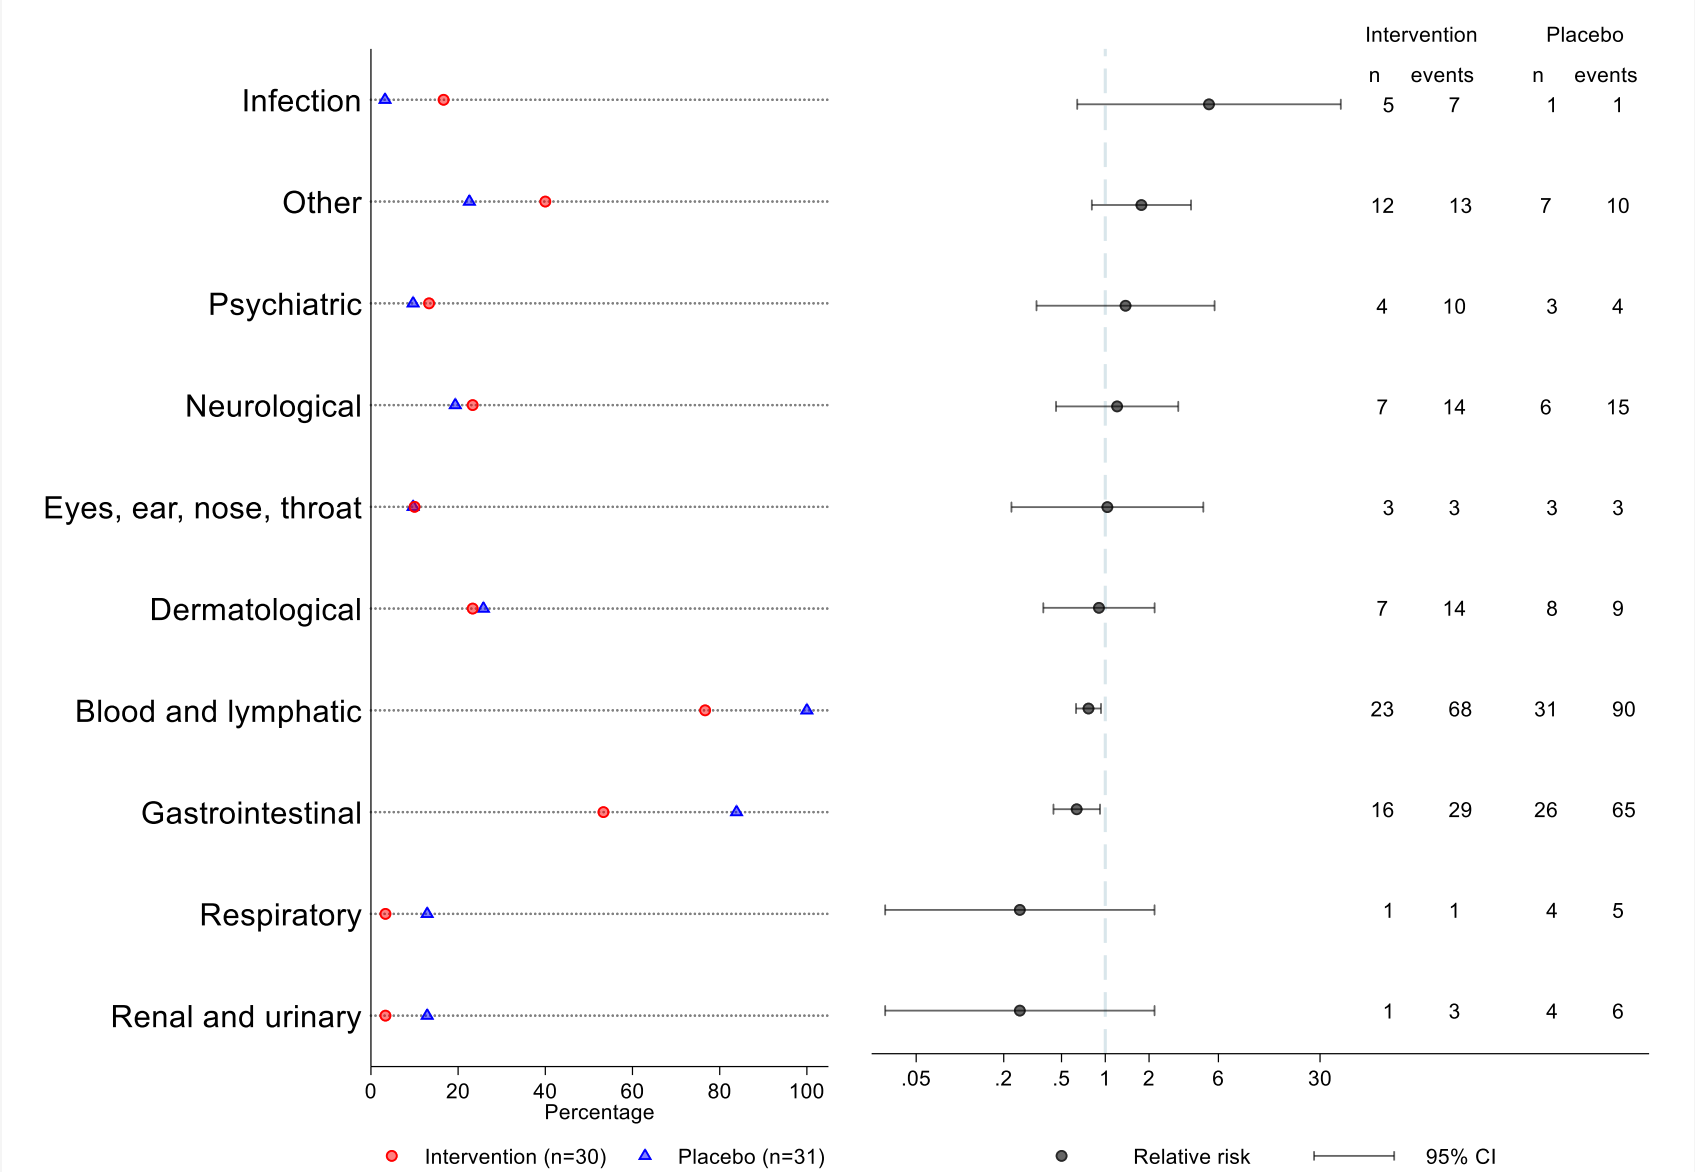 Intervention Placebo
n events n events
Infection 5 7 1 1
Other 12 13 7 10
Psychiatric 4 10 3 4
Neurological 7 14 6 15
Eyes, ear, nose, throat 3 3 3 3
Dermatological 7 14 8 9
Blood and lymphatic 23 68 31 90
Gastrointestinal 16 29 26 65
Respiratory 1 1 4 5
Renal and urinary 1 3 4 6
0 20 40 60 80 100 .05 .2 .5 1 2 6 30
Percentage
Intervention (n=30) Placebo (n=31) Relative risk 95% CI